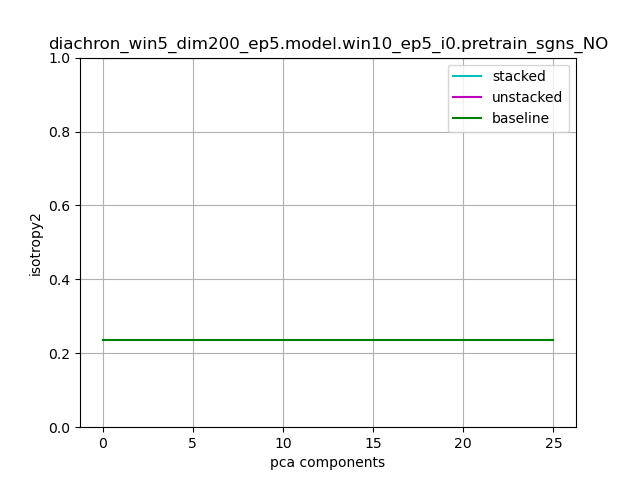 diachron_win5_dim200_ep5.model.win10_ep5_i0.pretrain_sgns_NO
1.0
0.8
0.6
0.4
0.2
0.0
isotropy2
stacked
unstacked
baseline
0 5 10 15 20 25
pca components